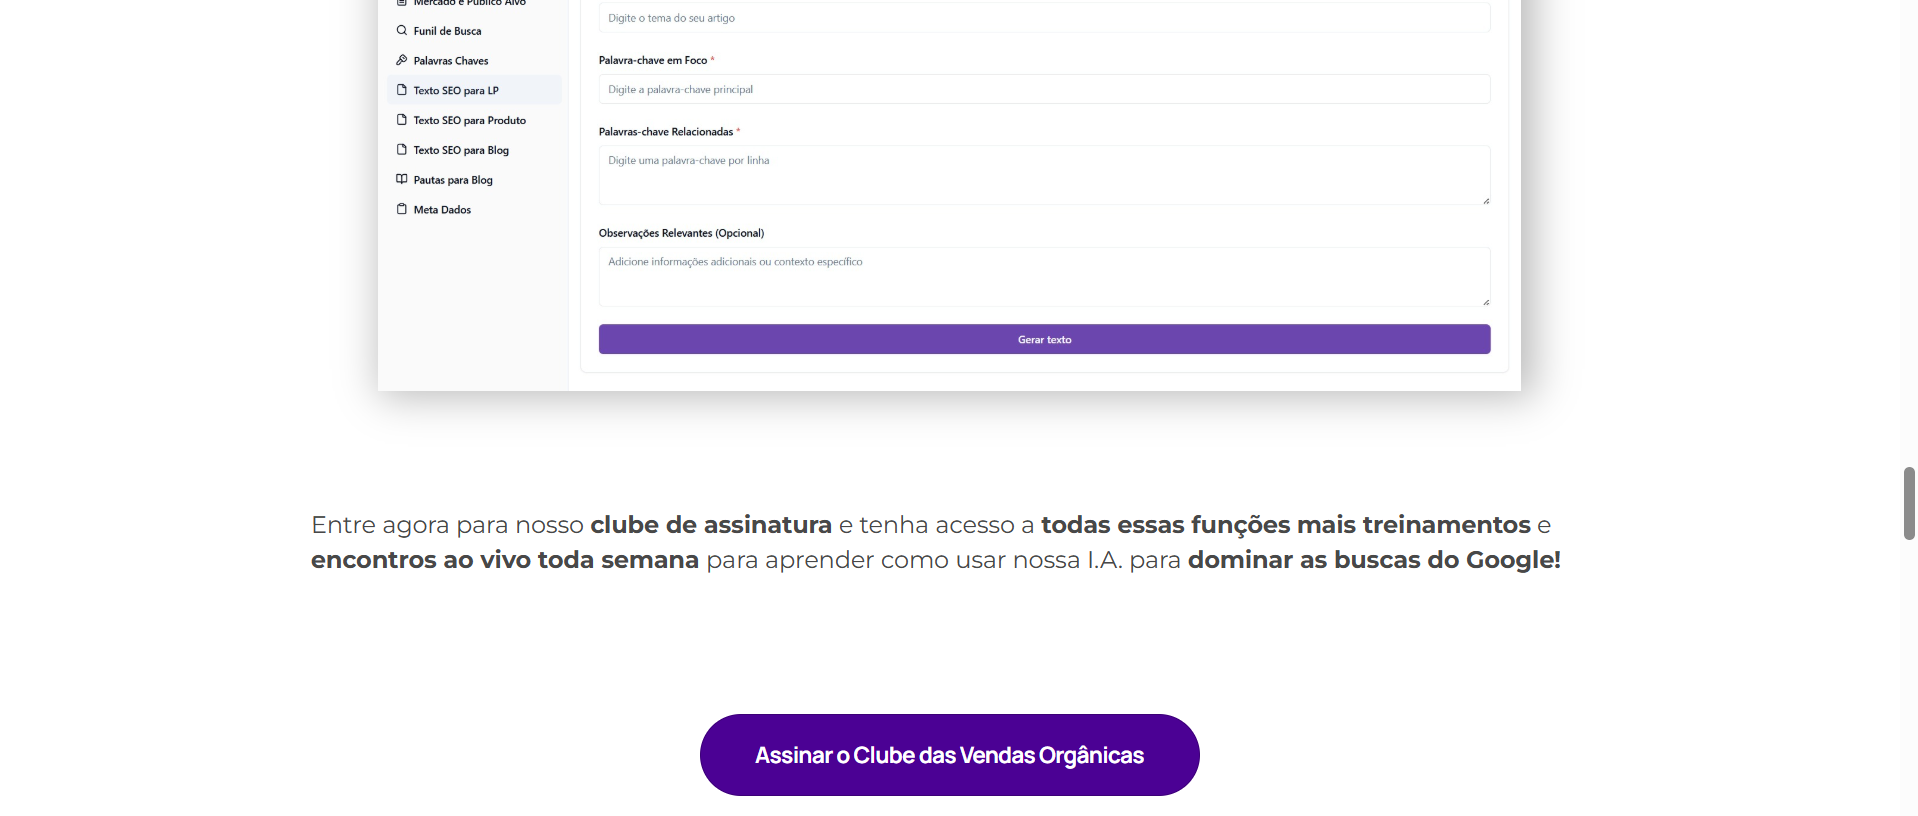 Mercado e Público Alvo
Funil de Busca
Palavras Chaves
Texto SEO para LP
Texto SEO para Produto
Texto SEO para Blog
Pautas para Blog
Meta Dados
Digite o tema do seu artigo
Palavra-chave em Foco *
Digite a palavra-chave principal
Palavras-chave Relacionadas *
Digite uma palavra-chave por linha
Observações Relevantes (Opcional)
Adicione informações adicionais ou contexto específico
Gerar texto
Entre agora para nosso clube de assinatura e tenha acesso a todas essas funções mais treinamentos e
encontros ao vivo toda semana para aprender como usar nossa I.A. para dominar as buscas do Google!
Assinar o Clube das Vendas Orgânicas